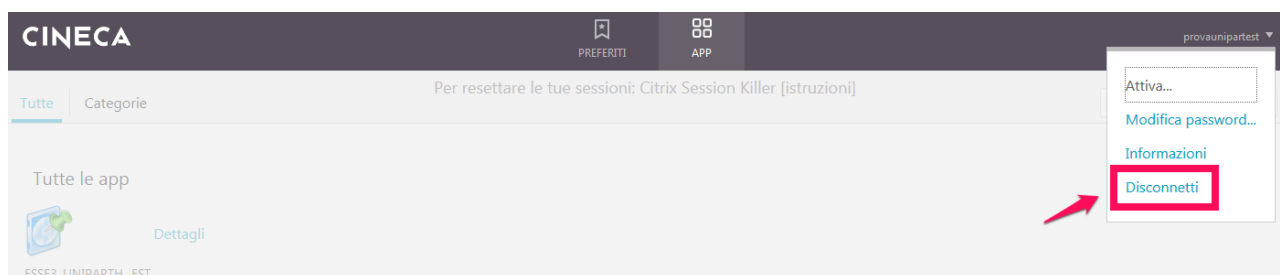 CINECA
PREFERITI
APP
provaunipartest
Tutte
Categorie
Per resettare le tue sessioni: Citrix Session Killer [istruzioni]
Attiva...
Modifica password...
Informazioni
Disconnetti
Tutte le app
Dettagli
ESSE3_UNIPARTH_EST